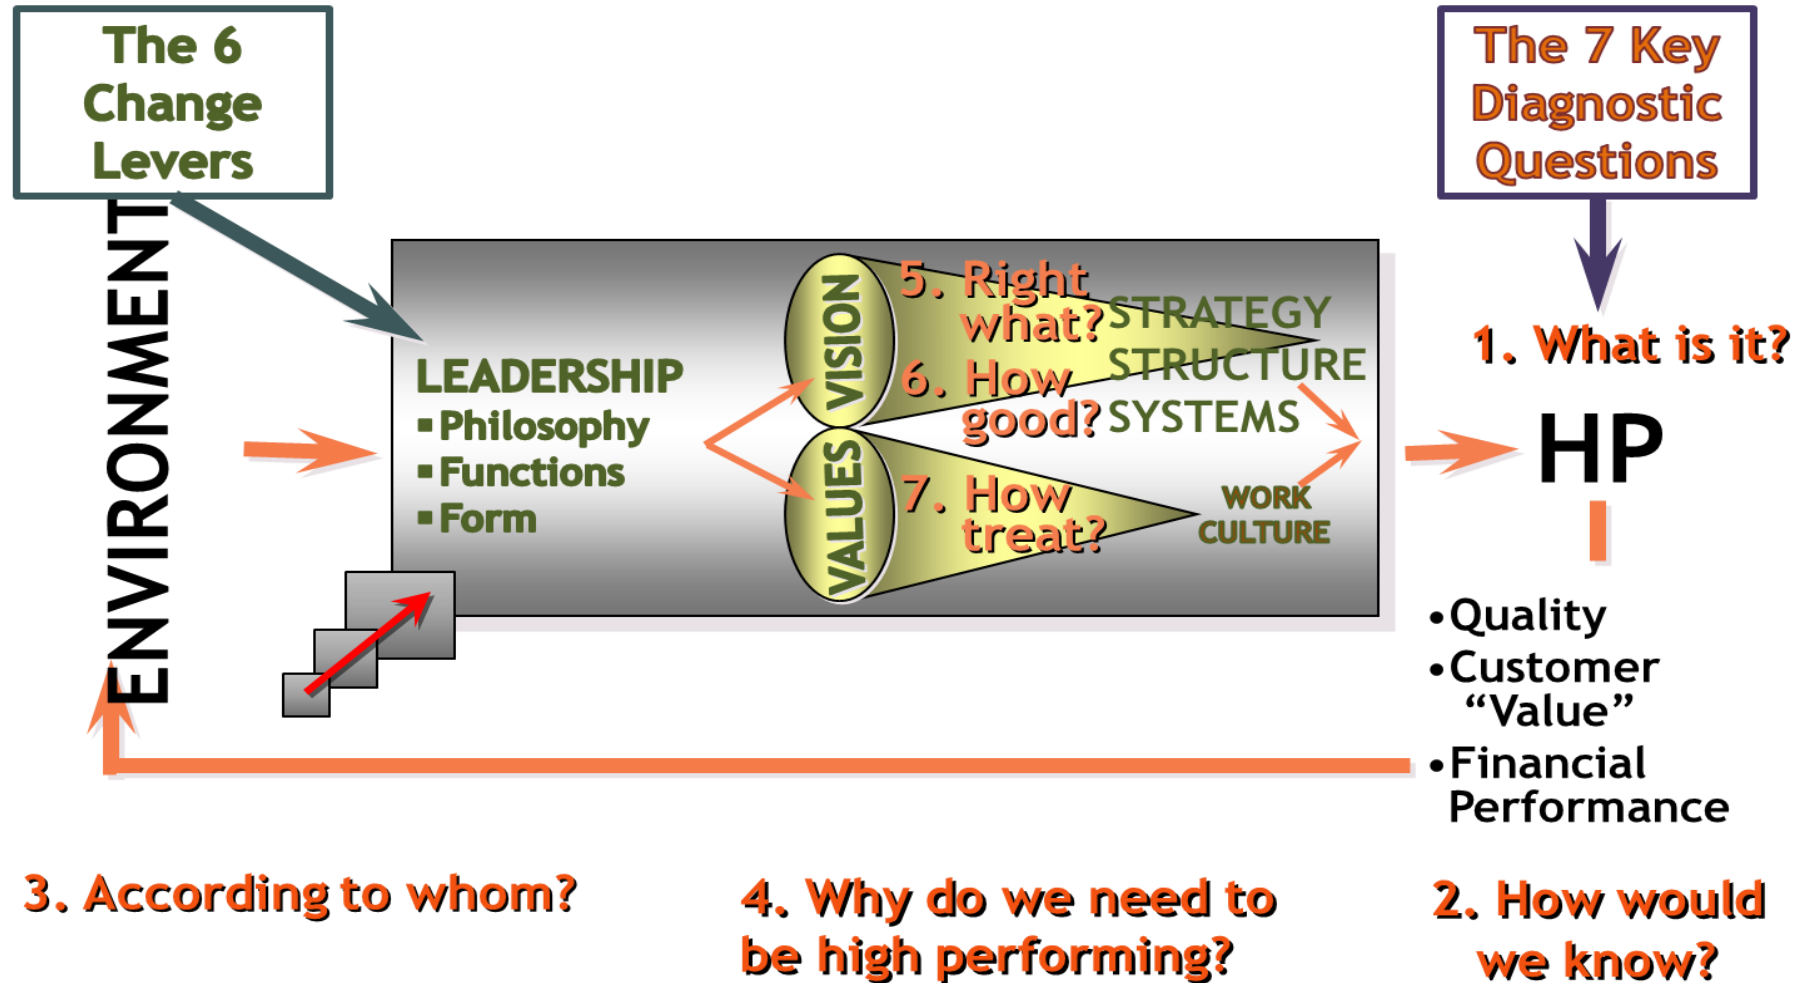 The 6
Change
Levers
The 7 Key
Diagnostic
Questions
ENVIRONMENT
LEADERSHIP
▪Philosophy
▪Functions
▪Form
VISION
VALUES
5. Right
what?
6. How
good?
7. How
treat?
STRATEGY
STRUCTURE
SYSTEMS
WORK
CULTURE
1. What is it?
HP
•Quality
•Customer
“Value”
•Financial
Performance
3. According to whom?
4. Why do we need to
be high performing?
2. How would
we know?